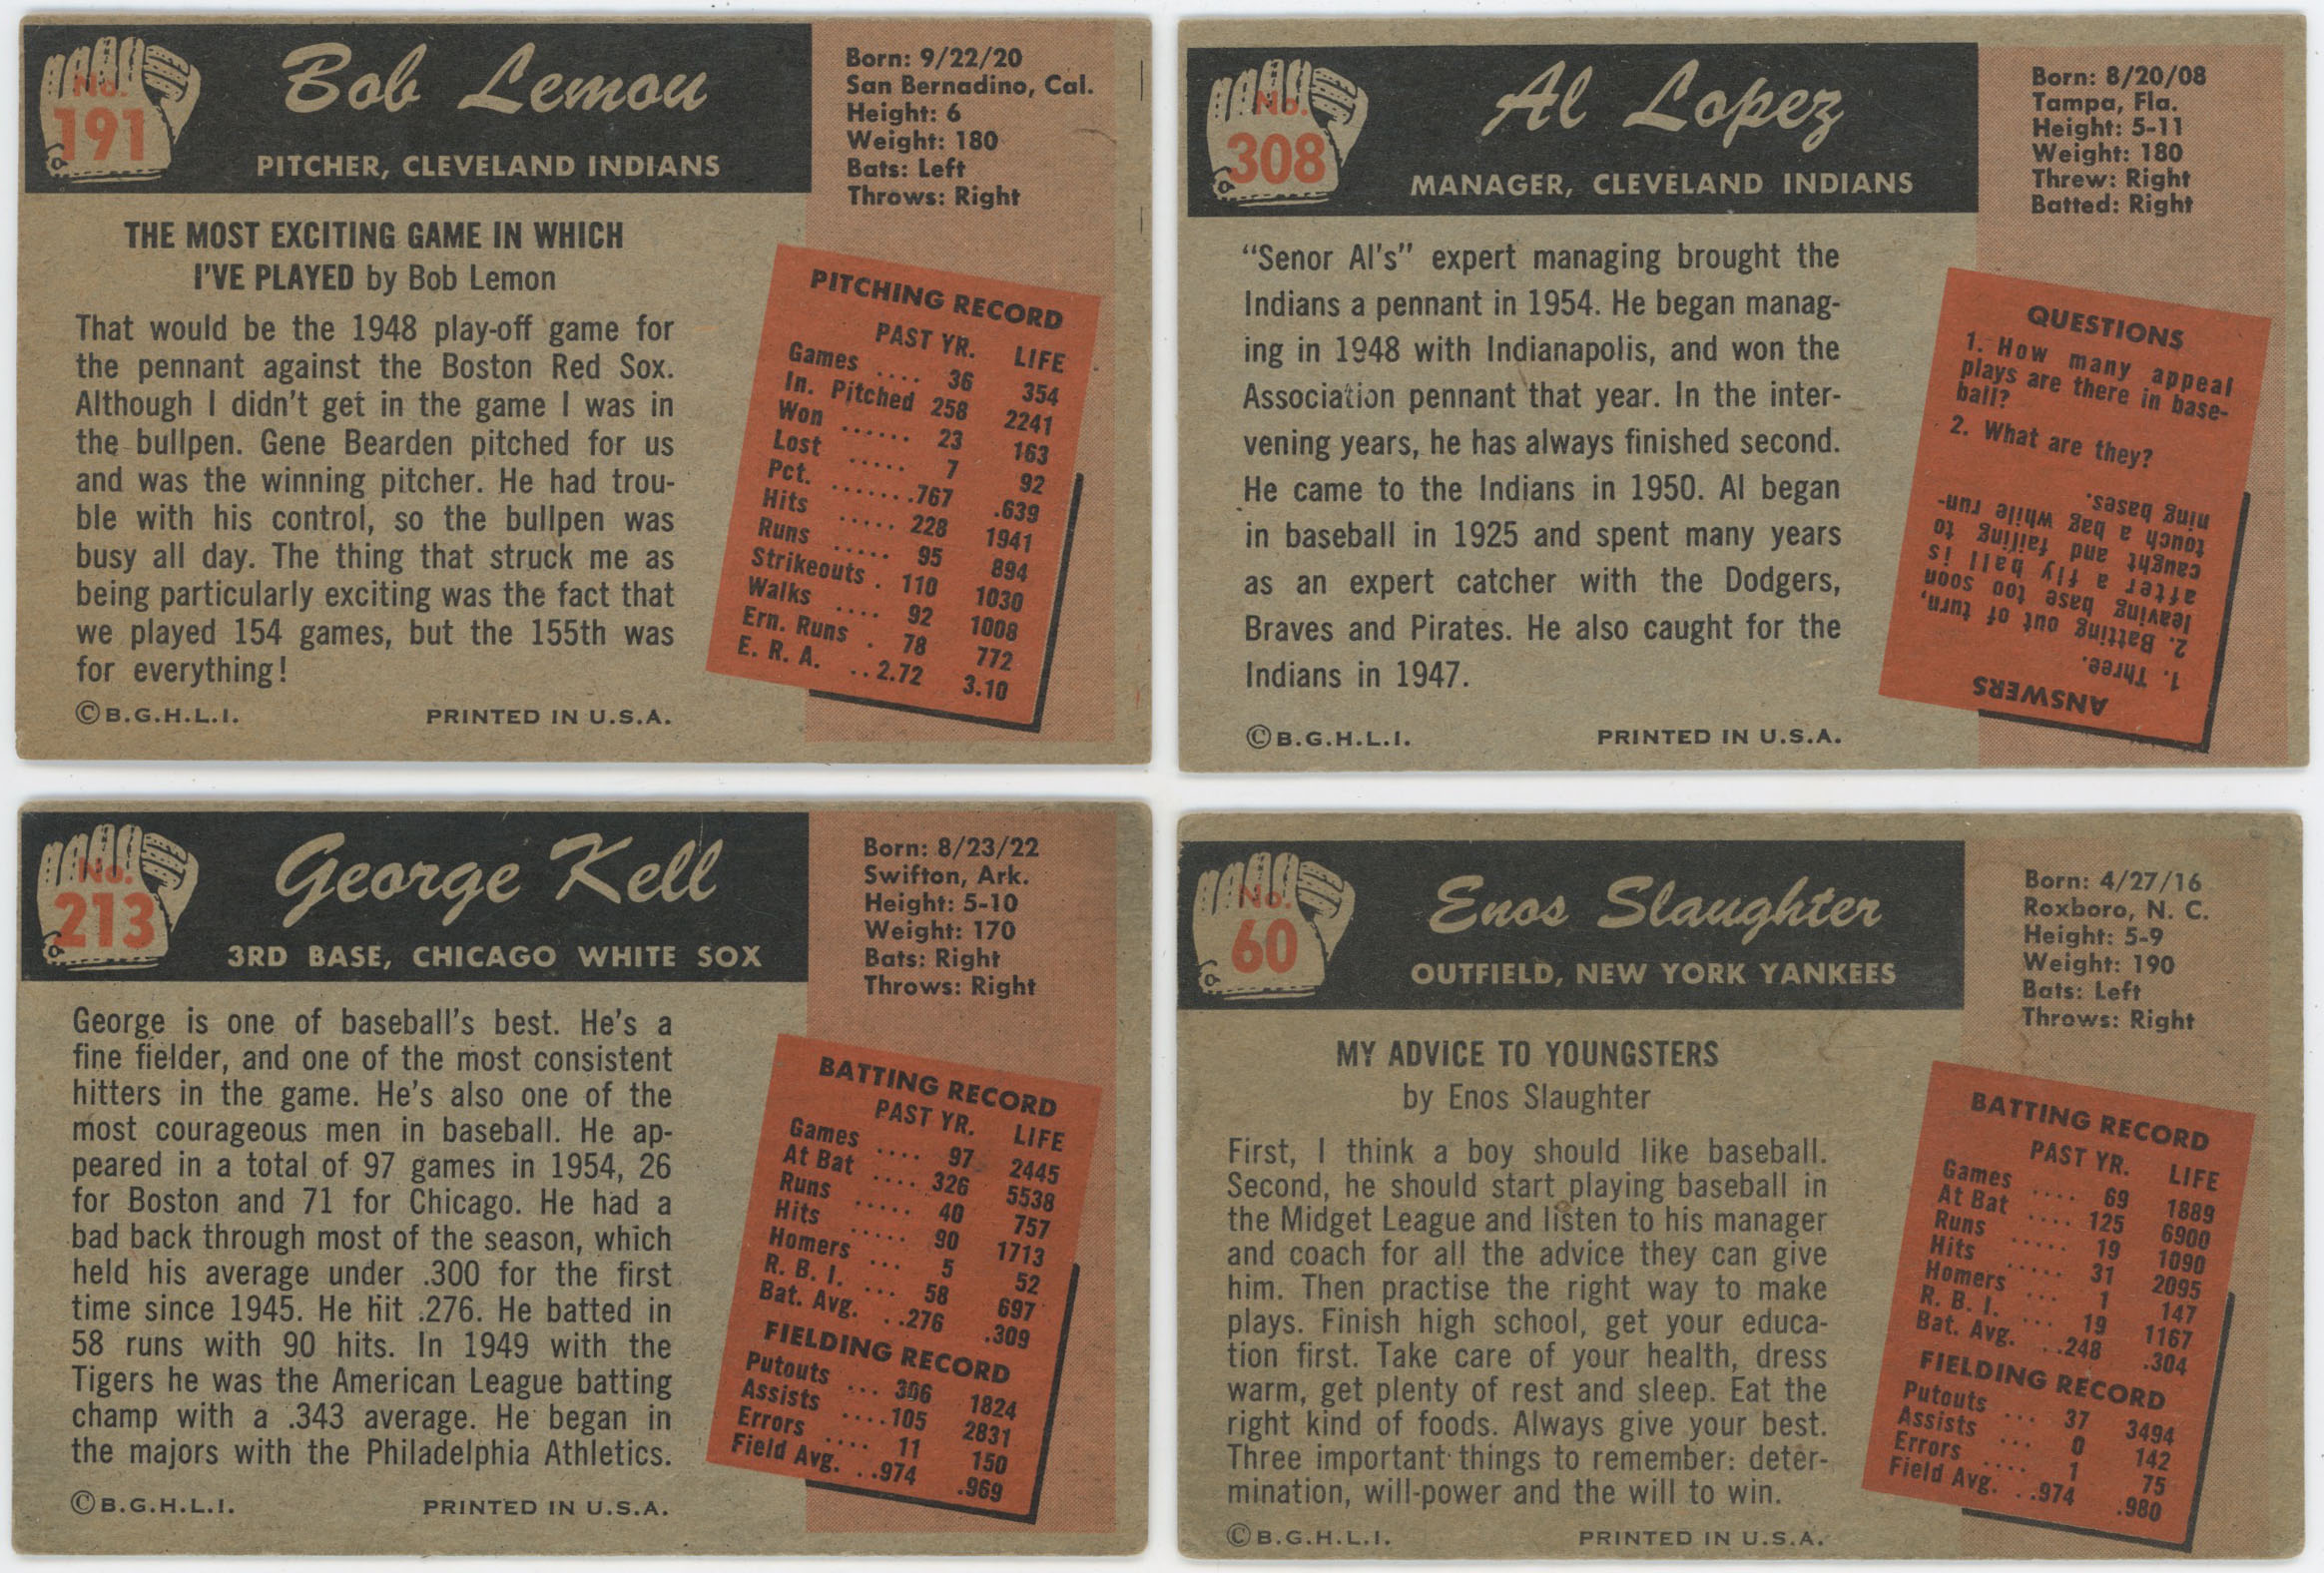 No.
191
Bob Lemon
PITCHER, CLEVELAND INDIANS
Born: 9/22/20
San Bernadino, Cal.
Height: 6
Weight: 180
Bats: Left
Throws: Right
THE MOST EXCITING GAME IN WHICH
I'VE PLAYED by Bob Lemon
That would be the 1948 play-off game for
the pennant against the Boston Red Sox.
Although I didn't get in the game I was in
the bullpen. Gene Bearden pitched for us
and was the winning pitcher. He had trou-
ble with his control, so the bullpen was
busy all day. The thing that struck me as
being particularly exciting was the fact that
we played 154 games, but the 155th was
for everything!
©B.G.H.L.I. PRINTED IN U.S.A.
PITCHING RECORD
PAST YR. LIFE
Games .... 36 354
In. Pitched 258 2241
Won ...... 23 163
Lost ..... 7 92
Pct. .......767 .639
Hits ..... 228 1941
Runs ..... 95 894
Strikeouts . 110 1030
Walks .... 92 1008
Ern. Runs . 78 772
E. R. A. ..2.72 3.10
No.
308
Al Lopez
MANAGER, CLEVELAND INDIANS
Born: 8/20/08
Tampa, Fla.
Height: 5-11
Weight: 180
Threw: Right
Batted: Right
"Senor Al's" expert managing brought the
Indians a pennant in 1954. He began manag-
ing in 1948 with Indianapolis, and won the
Association pennant that year. In the inter-
vening years, he has always finished second.
He came to the Indians in 1950. Al began
in baseball in 1925 and spent many years
as an expert catcher with the Dodgers,
Braves and Pirates. He also caught for the
Indians in 1947.
©B.G.H.L.I. PRINTED IN U.S.A.
QUESTIONS
1. How many appeal
plays are there in base-
ball?
2. What are they?
ANSWERS
1. Three.
2. Batting out of turn,
leaving base too soon
after a fly ball is
caught and failing to
touch a bag while run-
ning bases.
No.
213
George Kell
3RD BASE, CHICAGO WHITE SOX
Born: 8/23/22
Swifton, Ark.
Height: 5-10
Weight: 170
Bats: Right
Throws: Right
George is one of baseball's best. He's a
fine fielder, and one of the most consistent
hitters in the game. He's also one of the
most courageous men in baseball. He ap-
peared in a total of 97 games in 1954, 26
for Boston and 71 for Chicago. He had a
bad back through most of the season, which
held his average under .300 for the first
time since 1945. He hit .276. He batted in
58 runs with 90 hits. In 1949 with the
Tigers he was the American League batting
champ with a .343 average. He began in
the majors with the Philadelphia Athletics.
©B.G.H.L.I. PRINTED IN U.S.A.
BATTING RECORD
PAST YR. LIFE
Games .... 97 2445
At Bat .... 326 5538
Runs ..... 40 757
Hits ..... 90 1713
Homers ... 5 52
R. B. I. ... 58 697
Bat. Avg. ..276 .309
FIELDING RECORD
Putouts ... 306 1824
Assists ....105 2831
Errors .... 11 150
Field Avg. ..974 .969
No.
60
Enos Slaughter
OUTFIELD, NEW YORK YANKEES
Born: 4/27/16
Roxboro, N. C.
Height: 5-9
Weight: 190
Bats: Left
Throws: Right
MY ADVICE TO YOUNGSTERS
by Enos Slaughter
First, I think a boy should like baseball.
Second, he should start playing baseball in
the Midget League and listen to his manager
and coach for all the advice they can give
him. Then practise the right way to make
plays. Finish high school, get your educa-
tion first. Take care of your health, dress
warm, get plenty of rest and sleep. Eat the
right kind of foods. Always give your best.
Three important things to remember: deter-
mination, will-power and the will to win.
©B.G.H.L.I. PRINTED IN U.S.A.
BATTING RECORD
PAST YR. LIFE
Games .... 69 1889
At Bat .... 125 6900
Runs ..... 19 1090
Hits ..... 31 2095
Homers ... 1 147
R. B. I. ... 19 1167
Bat. Avg. ..248 .304
FIELDING RECORD
Putouts ... 37 3494
Assists ... 0 142
Errors .... 1 75
Field Avg. ..974 .980